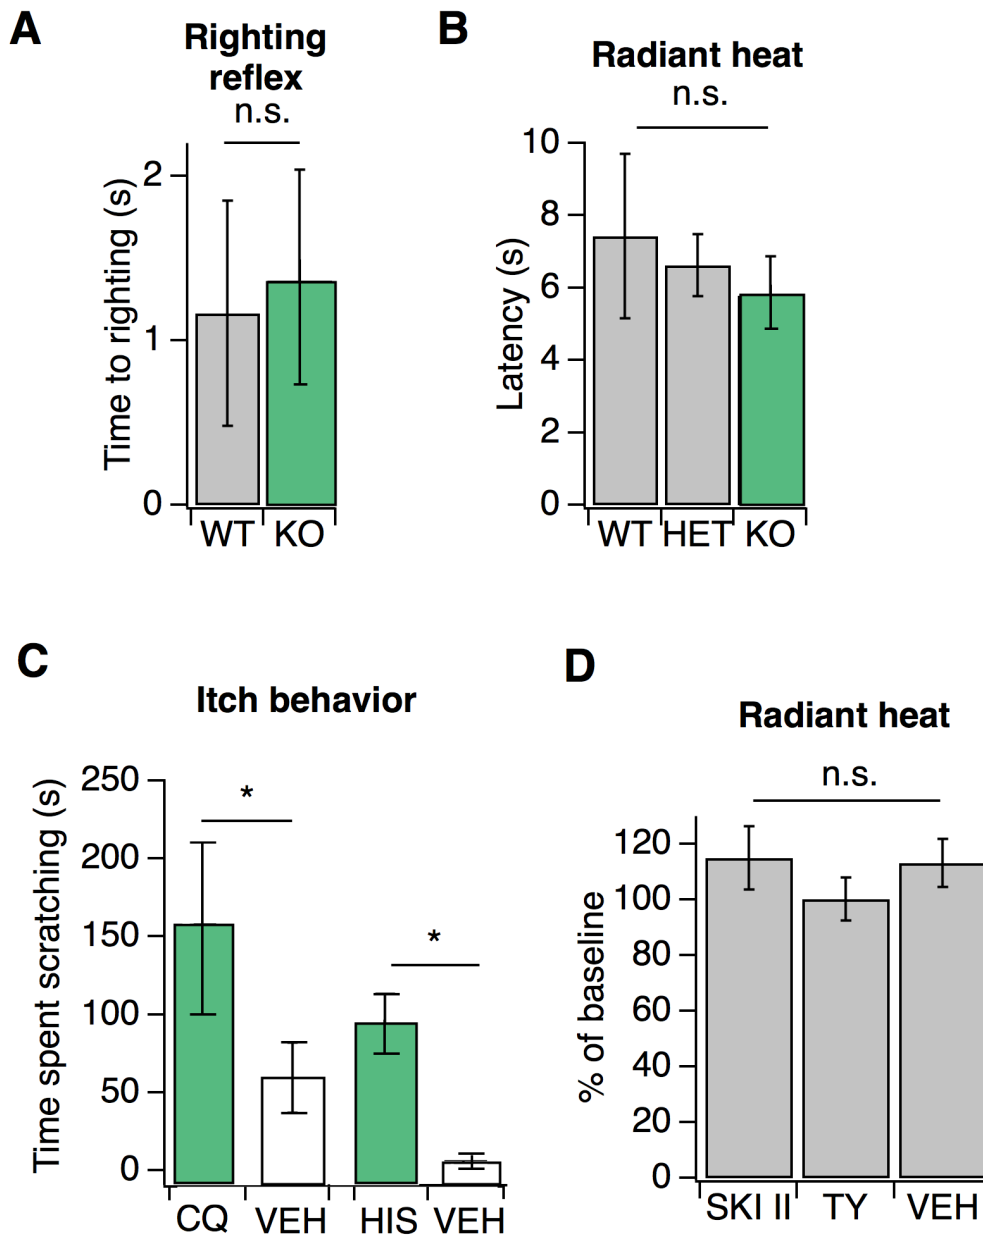 A
Righting
reflex
n.s.
Time to righting (s)
2
1
0
WT KO
B
Radiant heat
n.s.
Latency (s)
10
8
6
4
2
0
WT HET KO
C
Itch behavior
Time spent scratching (s)
250
200
150
100
50
0
* *
CQ VEH HIS VEH
D
Radiant heat
n.s.
% of baseline
120
100
80
60
40
20
0
SKI II TY VEH